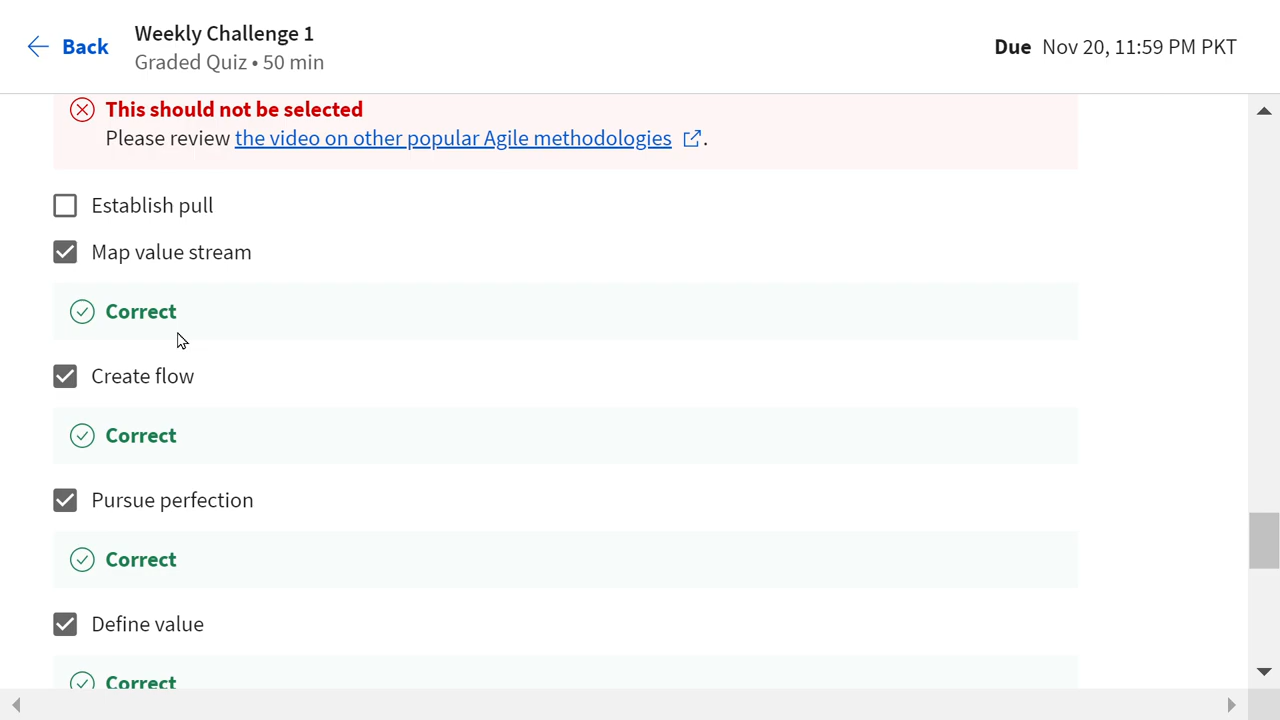 Back
Weekly Challenge 1
Graded Quiz • 50 min
Due Nov 20, 11:59 PM PKT
This should not be selected
Please review the video on other popular Agile methodologies .
Establish pull
Map value stream
Correct
Create flow
Correct
Pursue perfection
Correct
Define value
Correct